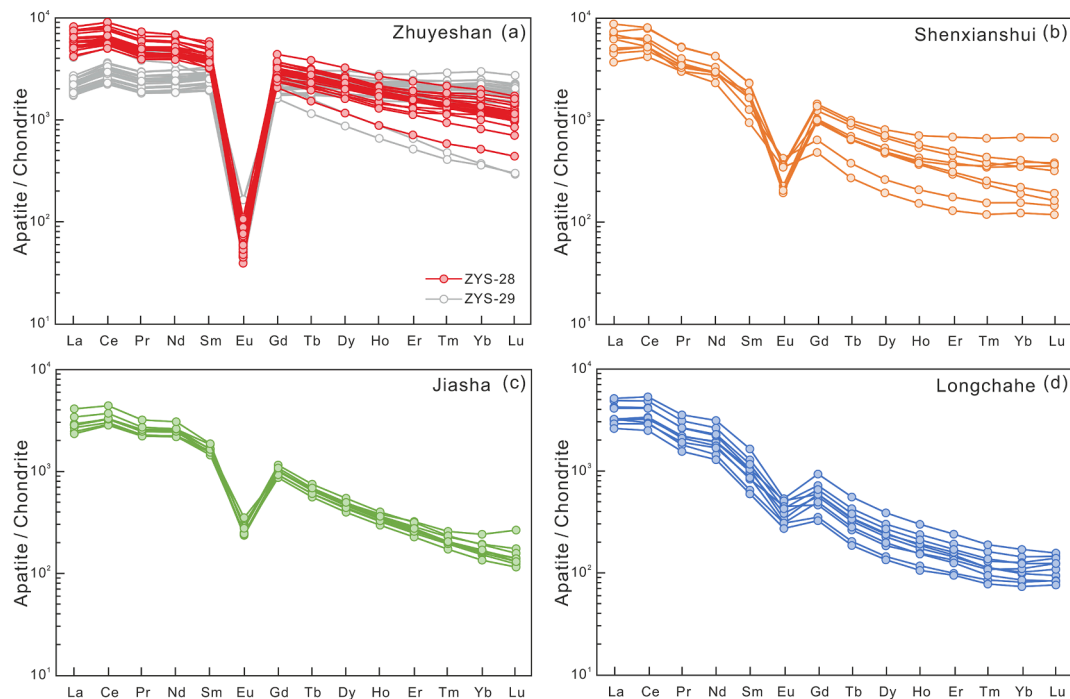 Zhuyeshan (a)
Apatite / Chondrite
10⁴
10³
10²
10¹
ZYS-28
ZYS-29
La Ce Pr Nd Sm Eu Gd Tb Dy Ho Er Tm Yb Lu
Shenxianshui (b)
Apatite / Chondrite
10⁴
10³
10²
10¹
La Ce Pr Nd Sm Eu Gd Tb Dy Ho Er Tm Yb Lu
Jiasha (c)
Apatite / Chondrite
10⁴
10³
10²
10¹
La Ce Pr Nd Sm Eu Gd Tb Dy Ho Er Tm Yb Lu
Longchahe (d)
Apatite / Chondrite
10⁴
10³
10²
10¹
La Ce Pr Nd Sm Eu Gd Tb Dy Ho Er Tm Yb Lu